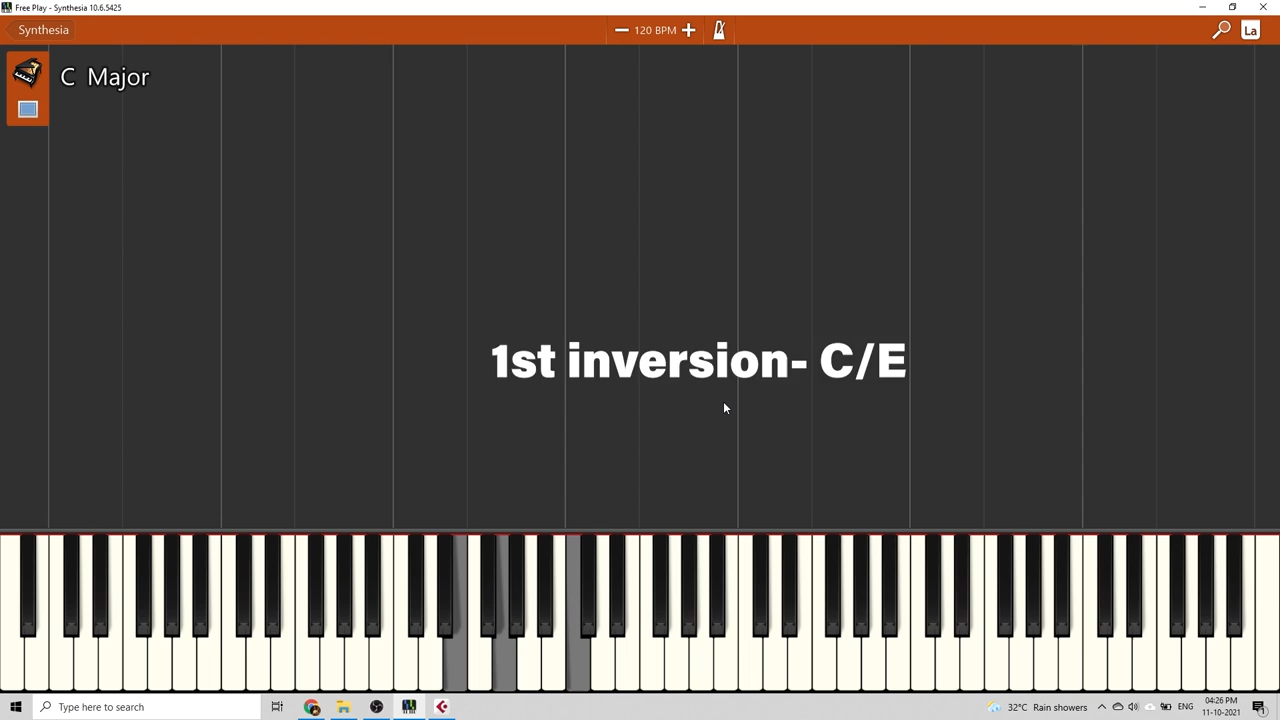 Free Play - Synthesia 10.6.5425
Synthesia
120 BPM
La
C Major
1st inversion- C/E
Type here to search
32°C Rain showers
ENG
04:26 PM
11-10-2021
1